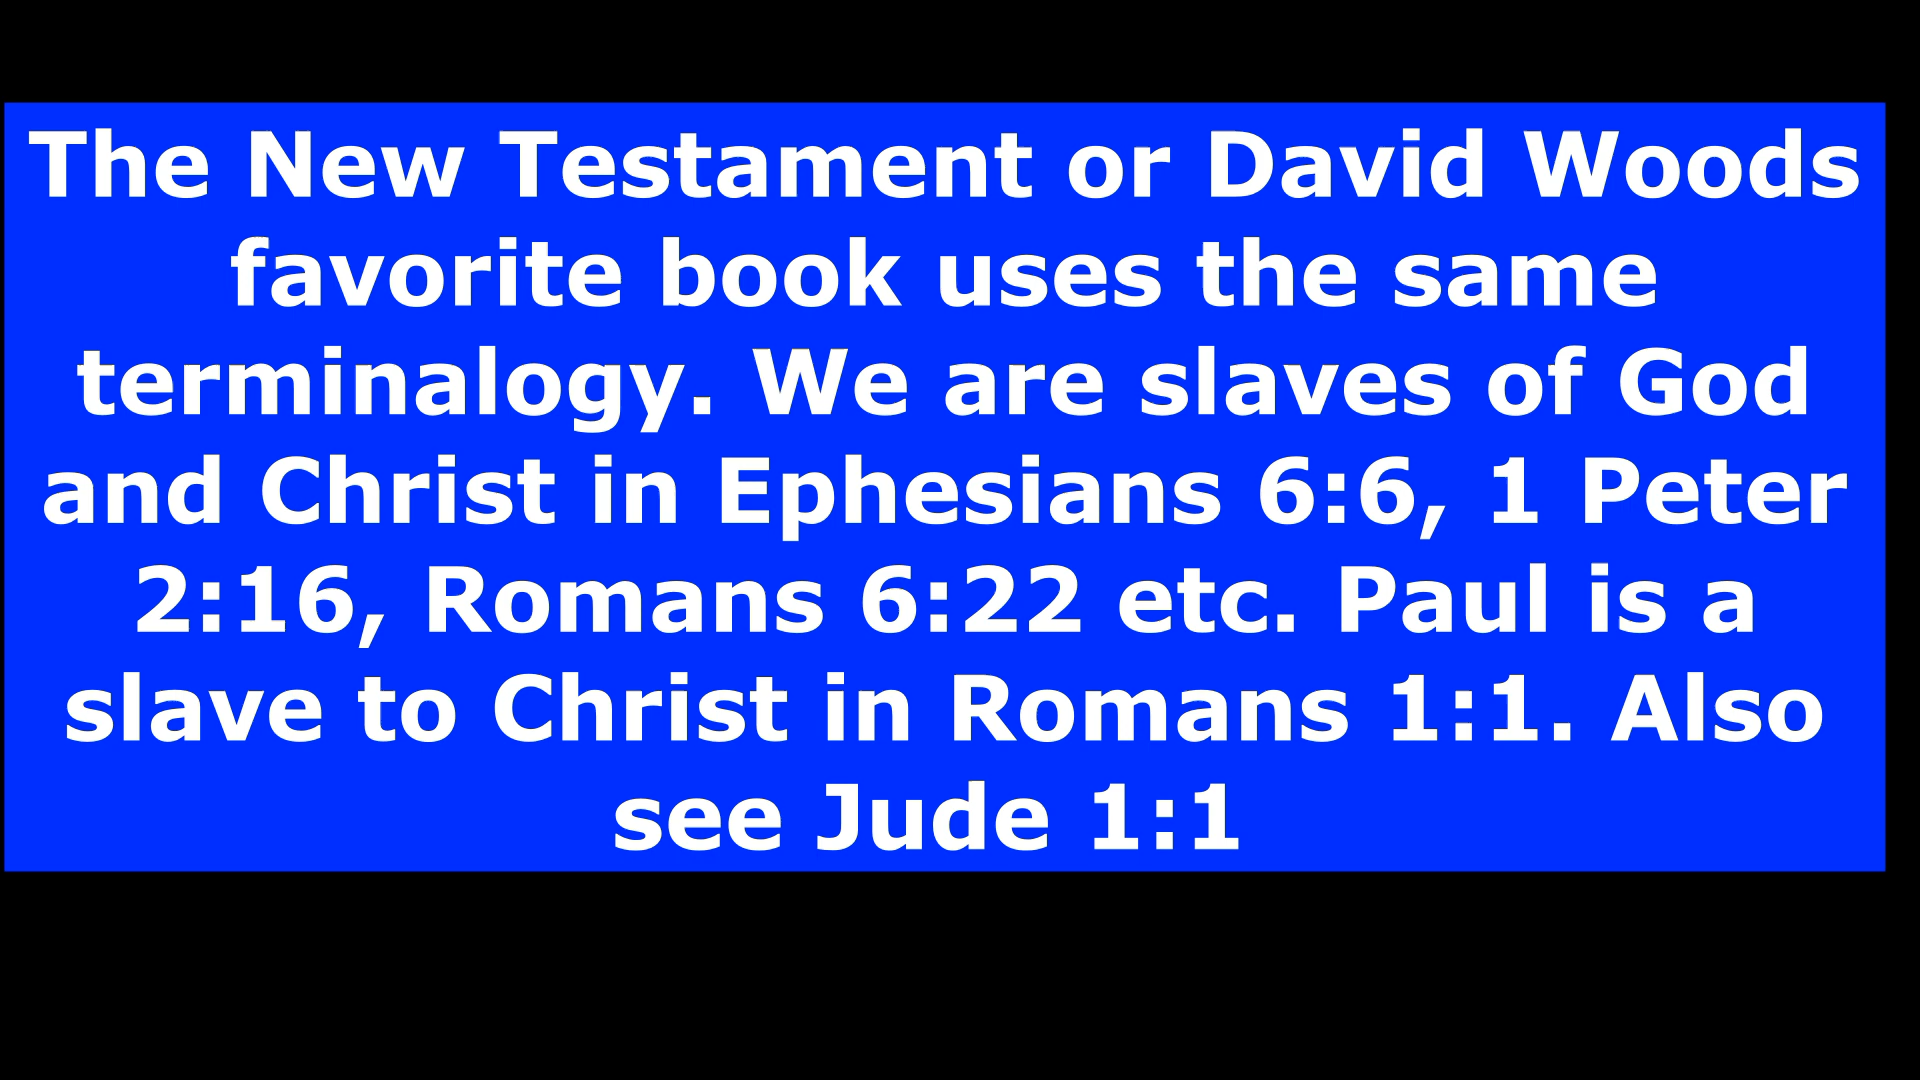 The New Testament or David Woods
favorite book uses the same
terminalogy. We are slaves of God
and Christ in Ephesians 6:6, 1 Peter
2:16, Romans 6:22 etc. Paul is a
slave to Christ in Romans 1:1. Also
see Jude 1:1